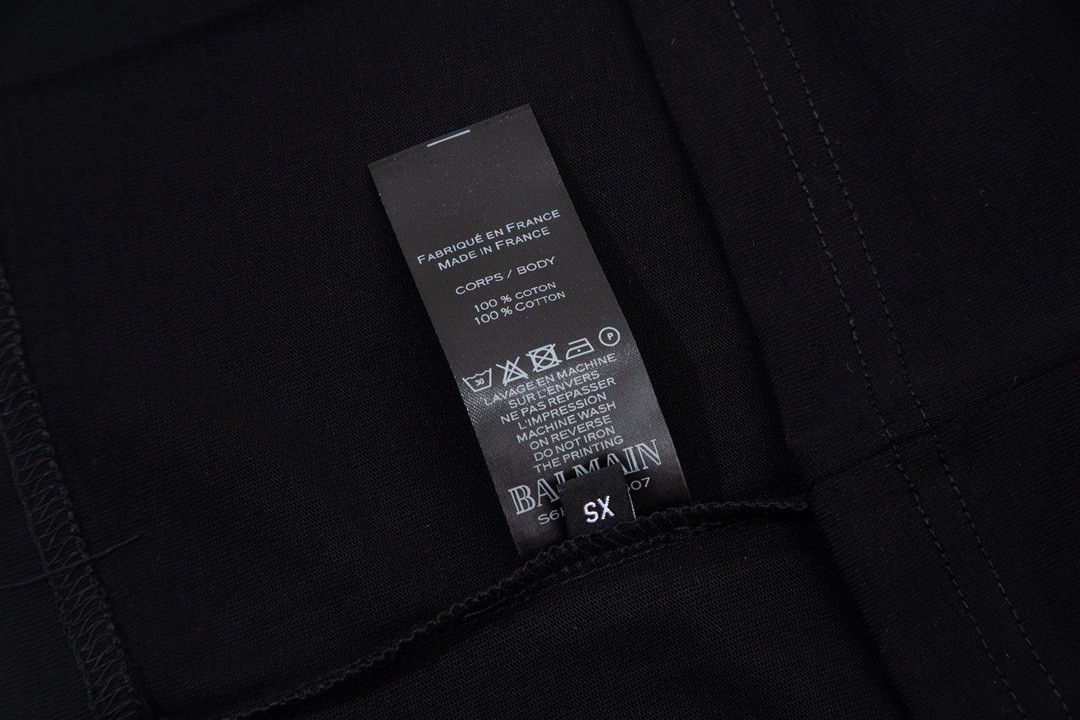 FABRIQUÉ EN FRANCE
MADE IN FRANCE
CORPS / BODY
100 % COTON
100 % COTTON
30 P
LAVAGE EN MACHINE
SUR L'ENVERS
NE PAS REPASSER
L'IMPRESSION
MACHINE WASH
ON REVERSE
DO NOT IRON
THE PRINTING
BALMAIN
SX